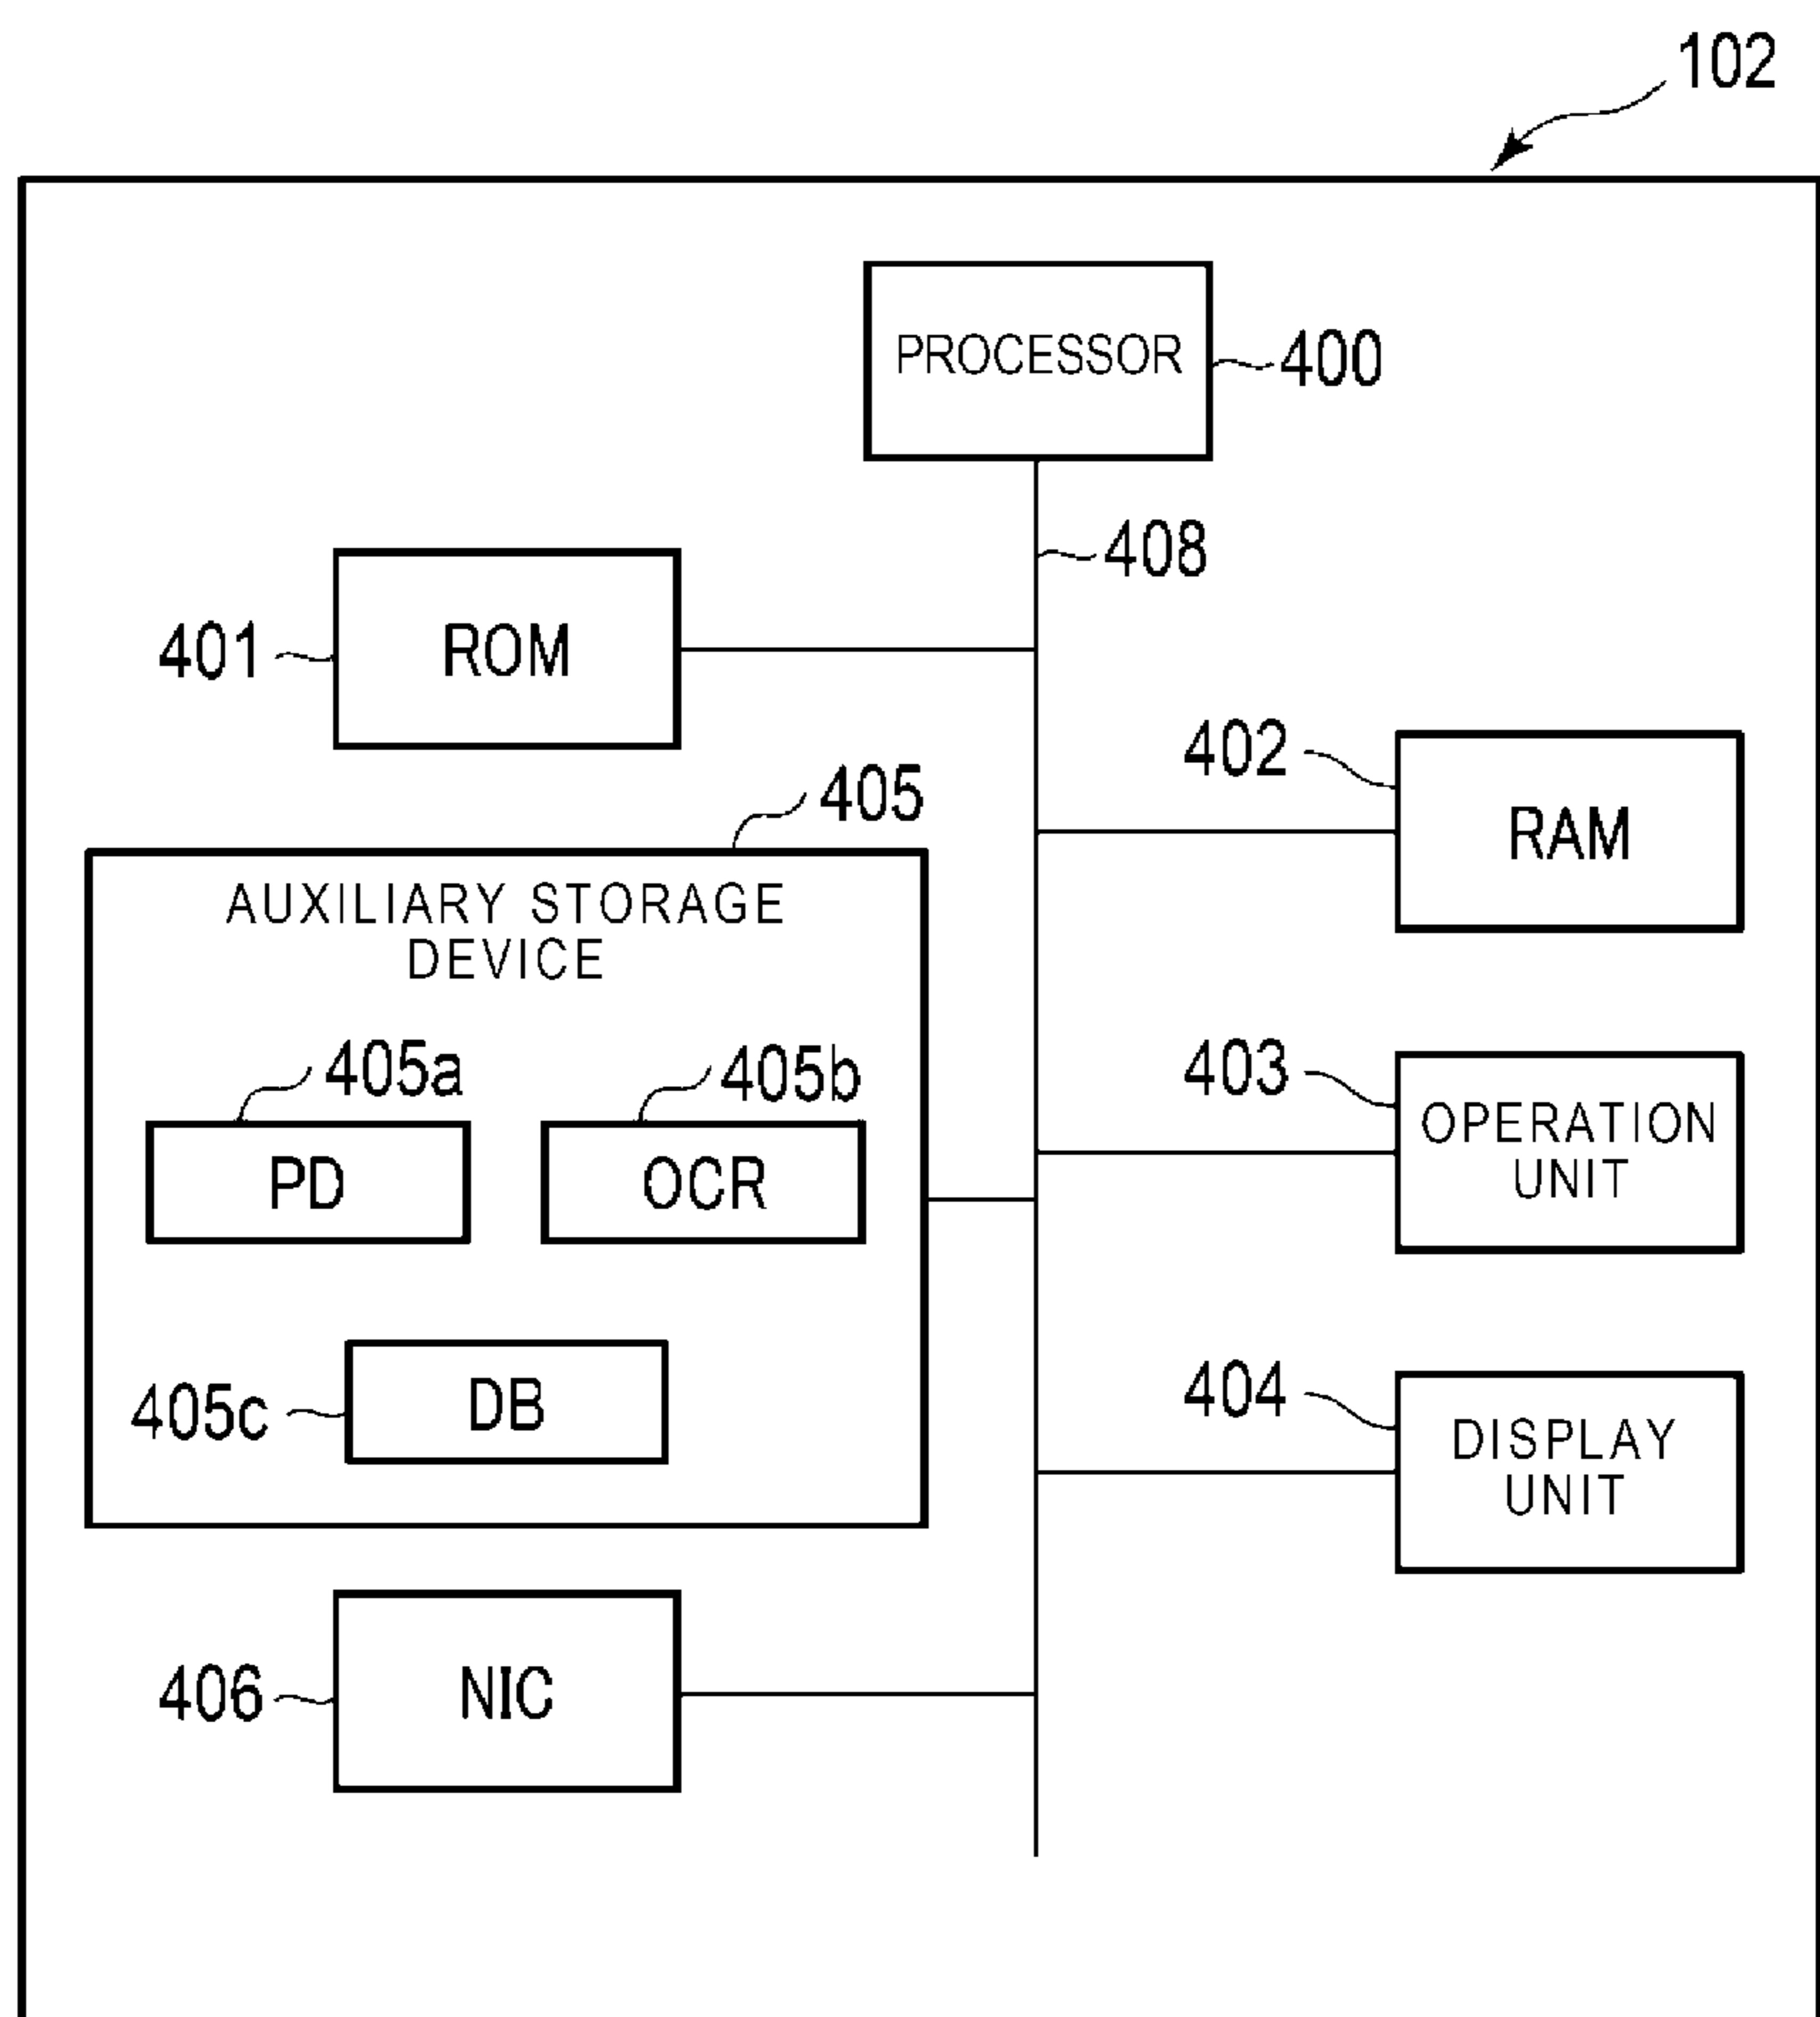 102
PROCESSOR
400
408
401
ROM
402
RAM
405
AUXILIARY STORAGE
DEVICE
405a
PD
405b
OCR
403
OPERATION
UNIT
405c
DB
404
DISPLAY
UNIT
406
NIC